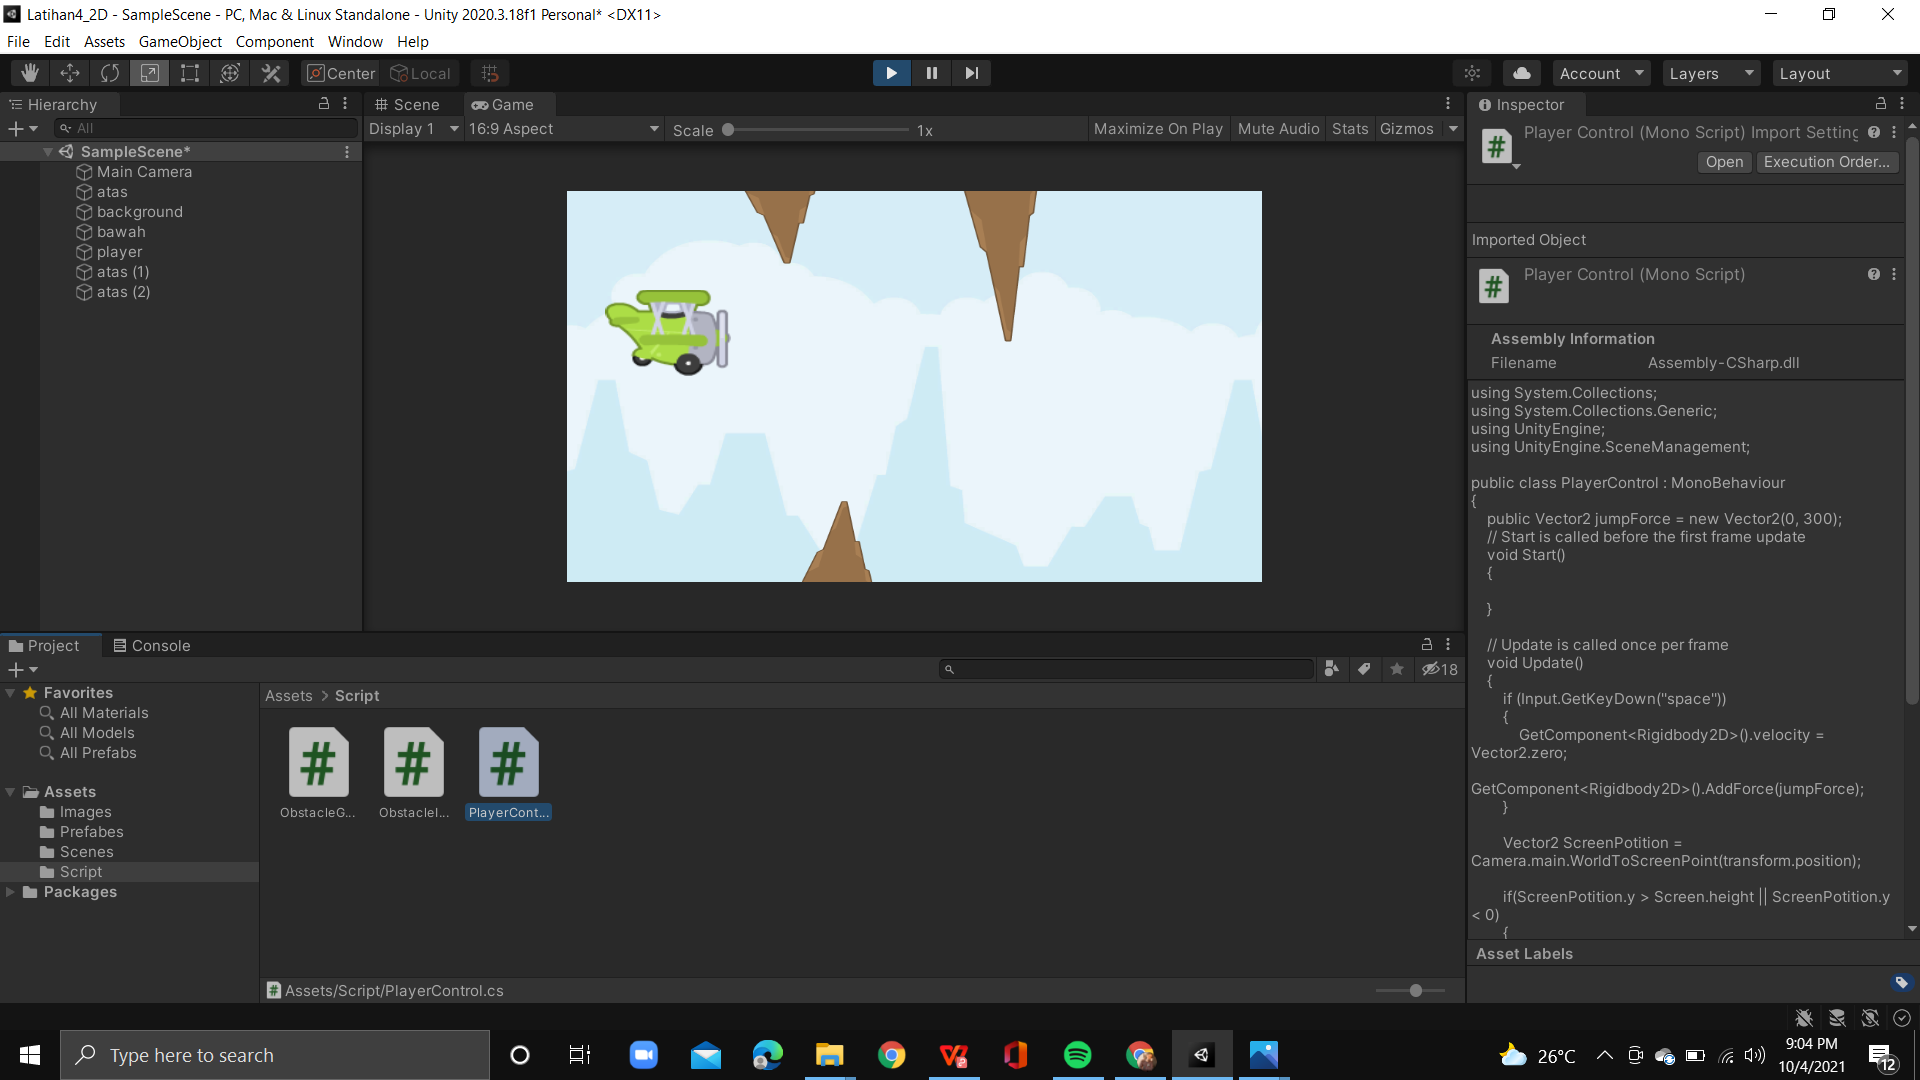 Latihan4_2D - SampleScene - PC, Mac & Linux Standalone - Unity 2020.3.18f1 Personal* <DX11>
File Edit Assets GameObject Component Window Help
Center Local
Account Layers Layout
Hierarchy
All
SampleScene*
Main Camera
atas
background
bawah
player
atas (1)
atas (2)
Scene Game
Display 1 16:9 Aspect Scale 1x Maximize On Play Mute Audio Stats Gizmos
Inspector
Player Control (Mono Script) Import Setting
Open Execution Order...
Imported Object
Player Control (Mono Script)
Assembly Information
Filename Assembly-CSharp.dll
using System.Collections;
using System.Collections.Generic;
using UnityEngine;
using UnityEngine.SceneManagement;
public class PlayerControl : MonoBehaviour
{
public Vector2 jumpForce = new Vector2(0, 300);
// Start is called before the first frame update
void Start()
{
}
// Update is called once per frame
void Update()
{
if (Input.GetKeyDown("space"))
{
GetComponent<Rigidbody2D>().velocity =
Vector2.zero;
GetComponent<Rigidbody2D>().AddForce(jumpForce);
}
Vector2 ScreenPotition =
Camera.main.WorldToScreenPoint(transform.position);
if(ScreenPotition.y > Screen.height || ScreenPotition.y
< 0)
{
Asset Labels
Project Console
18
Favorites
All Materials
All Models
All Prefabs
Assets
Images
Prefabes
Scenes
Script
Packages
Assets > Script
ObstacleG... ObstacleI... PlayerCont...
Assets/Script/PlayerControl.cs
Type here to search
26°C
9:04 PM
10/4/2021
12